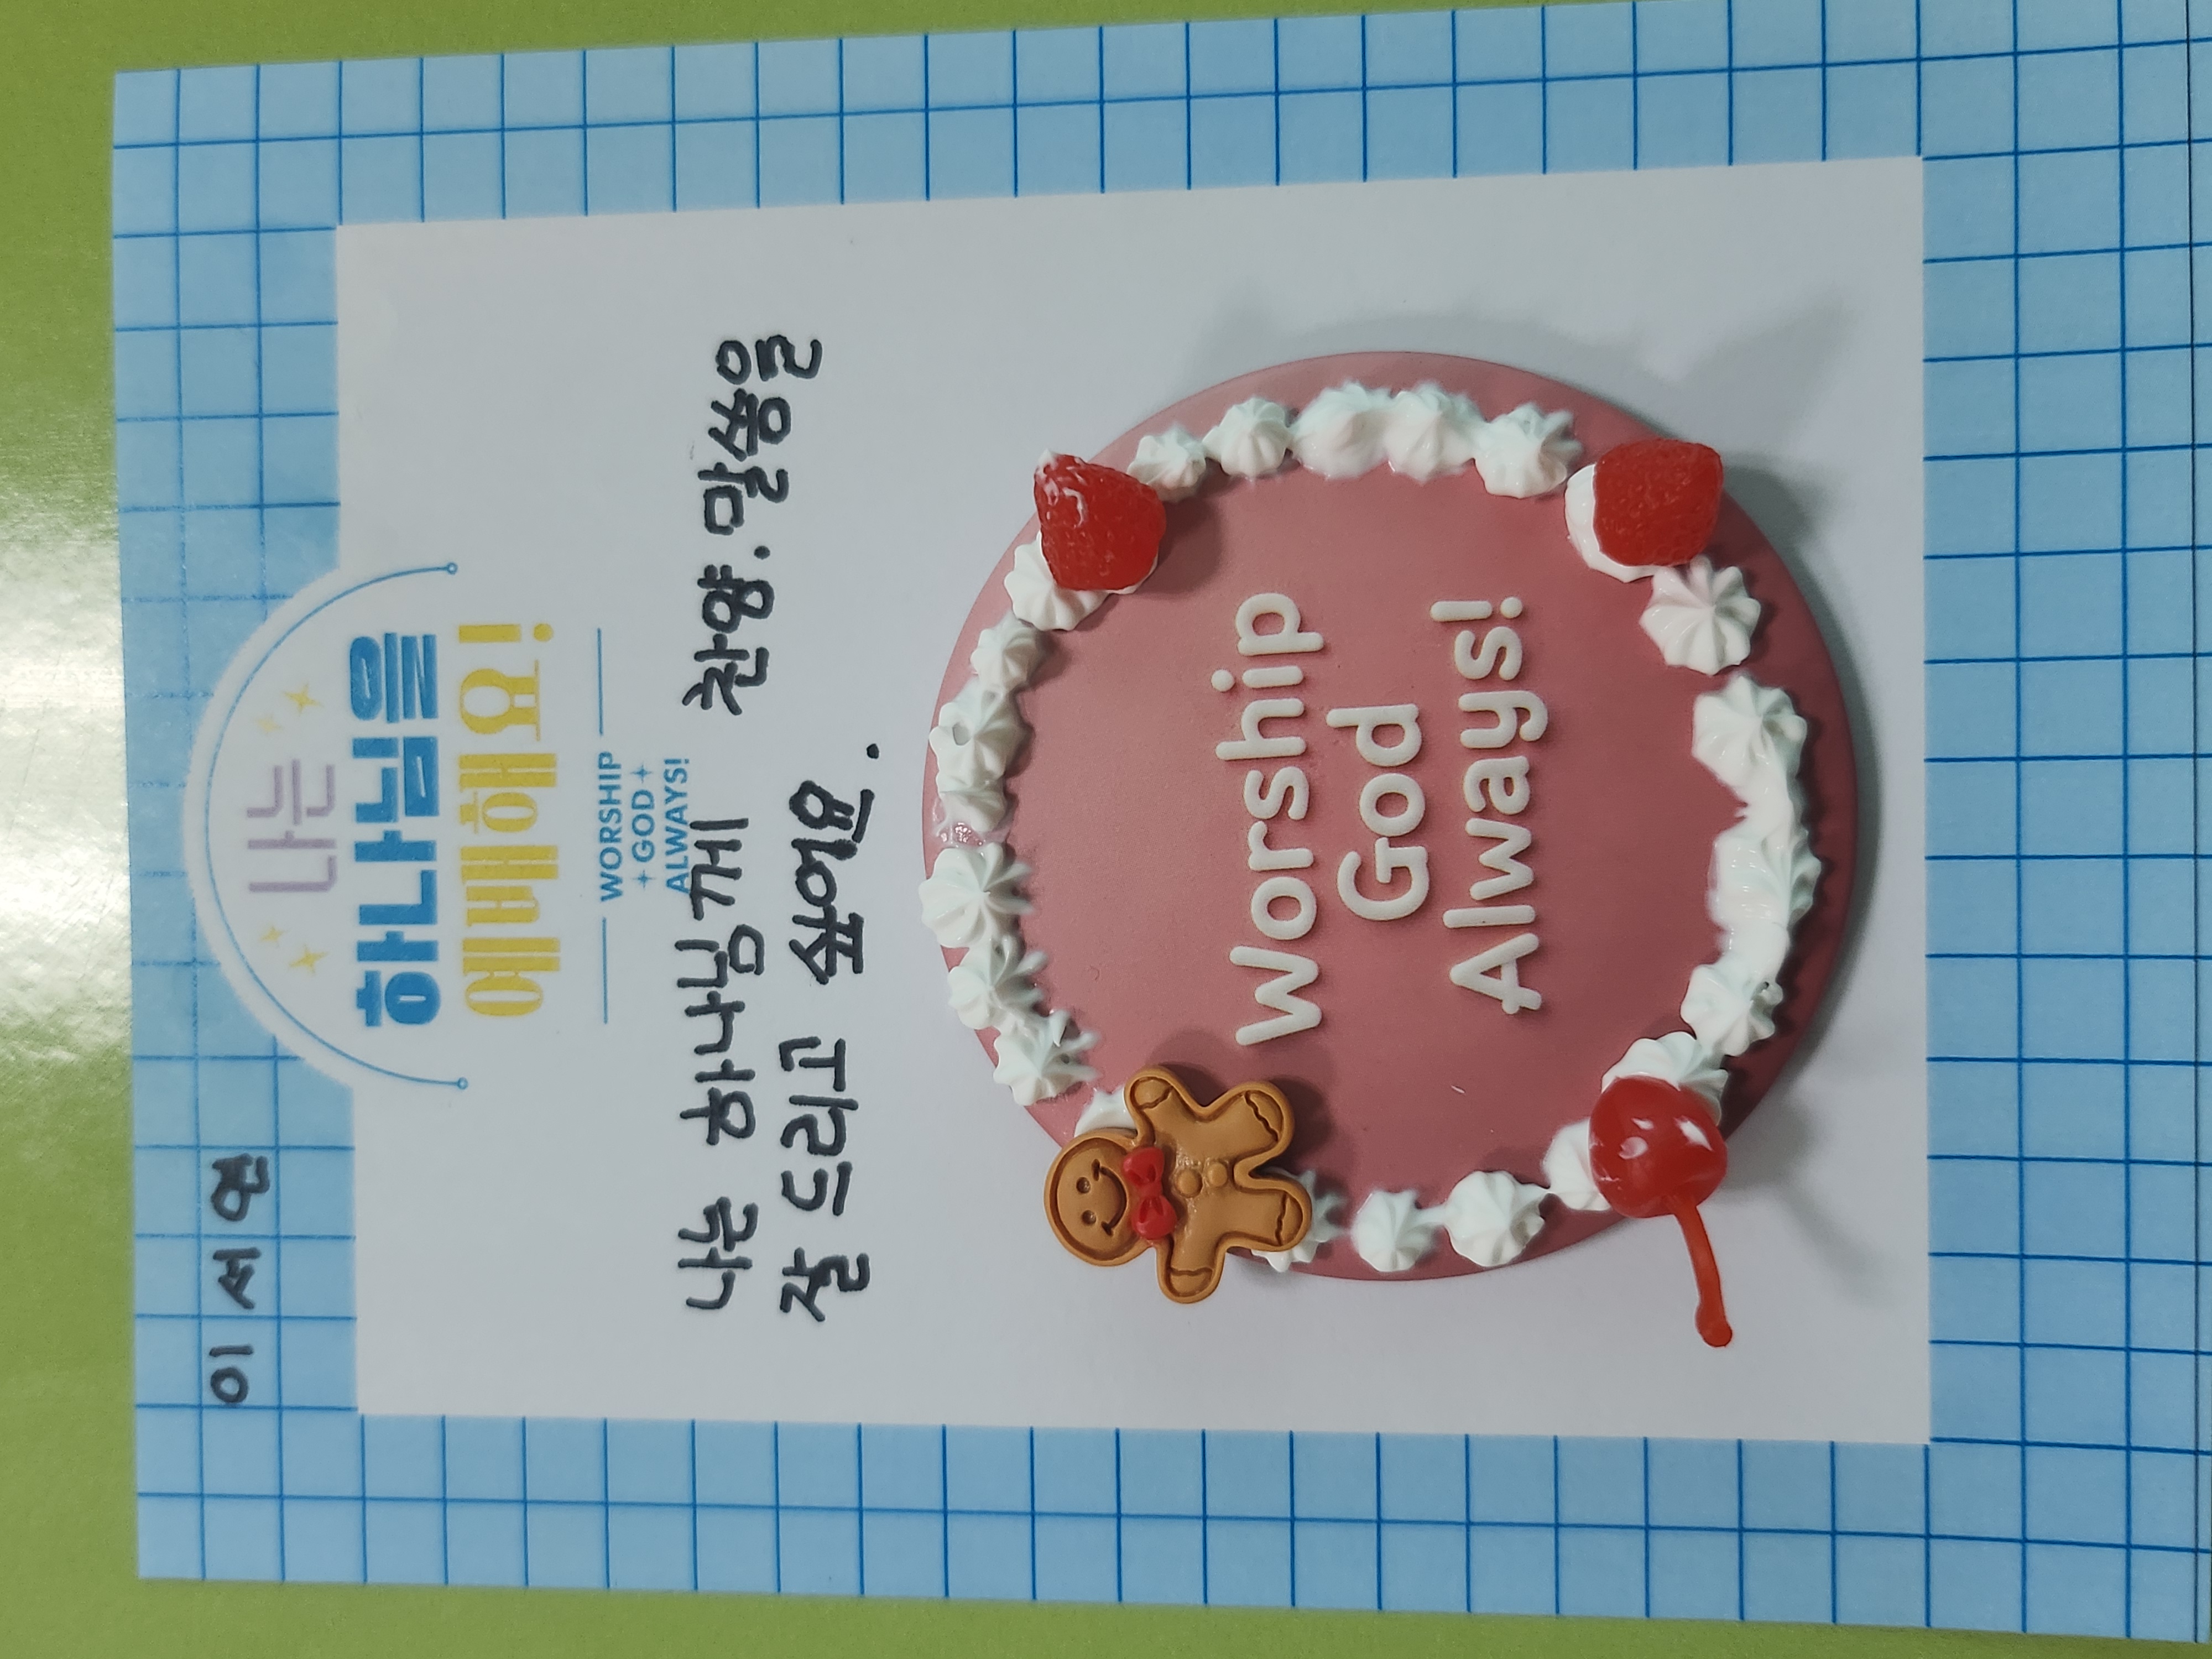 이세연
나는
하나님을
예배해요!
WORSHIP
GOD
ALWAYS!
나는 하나님께 찬양.말씀을
잘 드리고 싶어요.
Worship
God
Always!